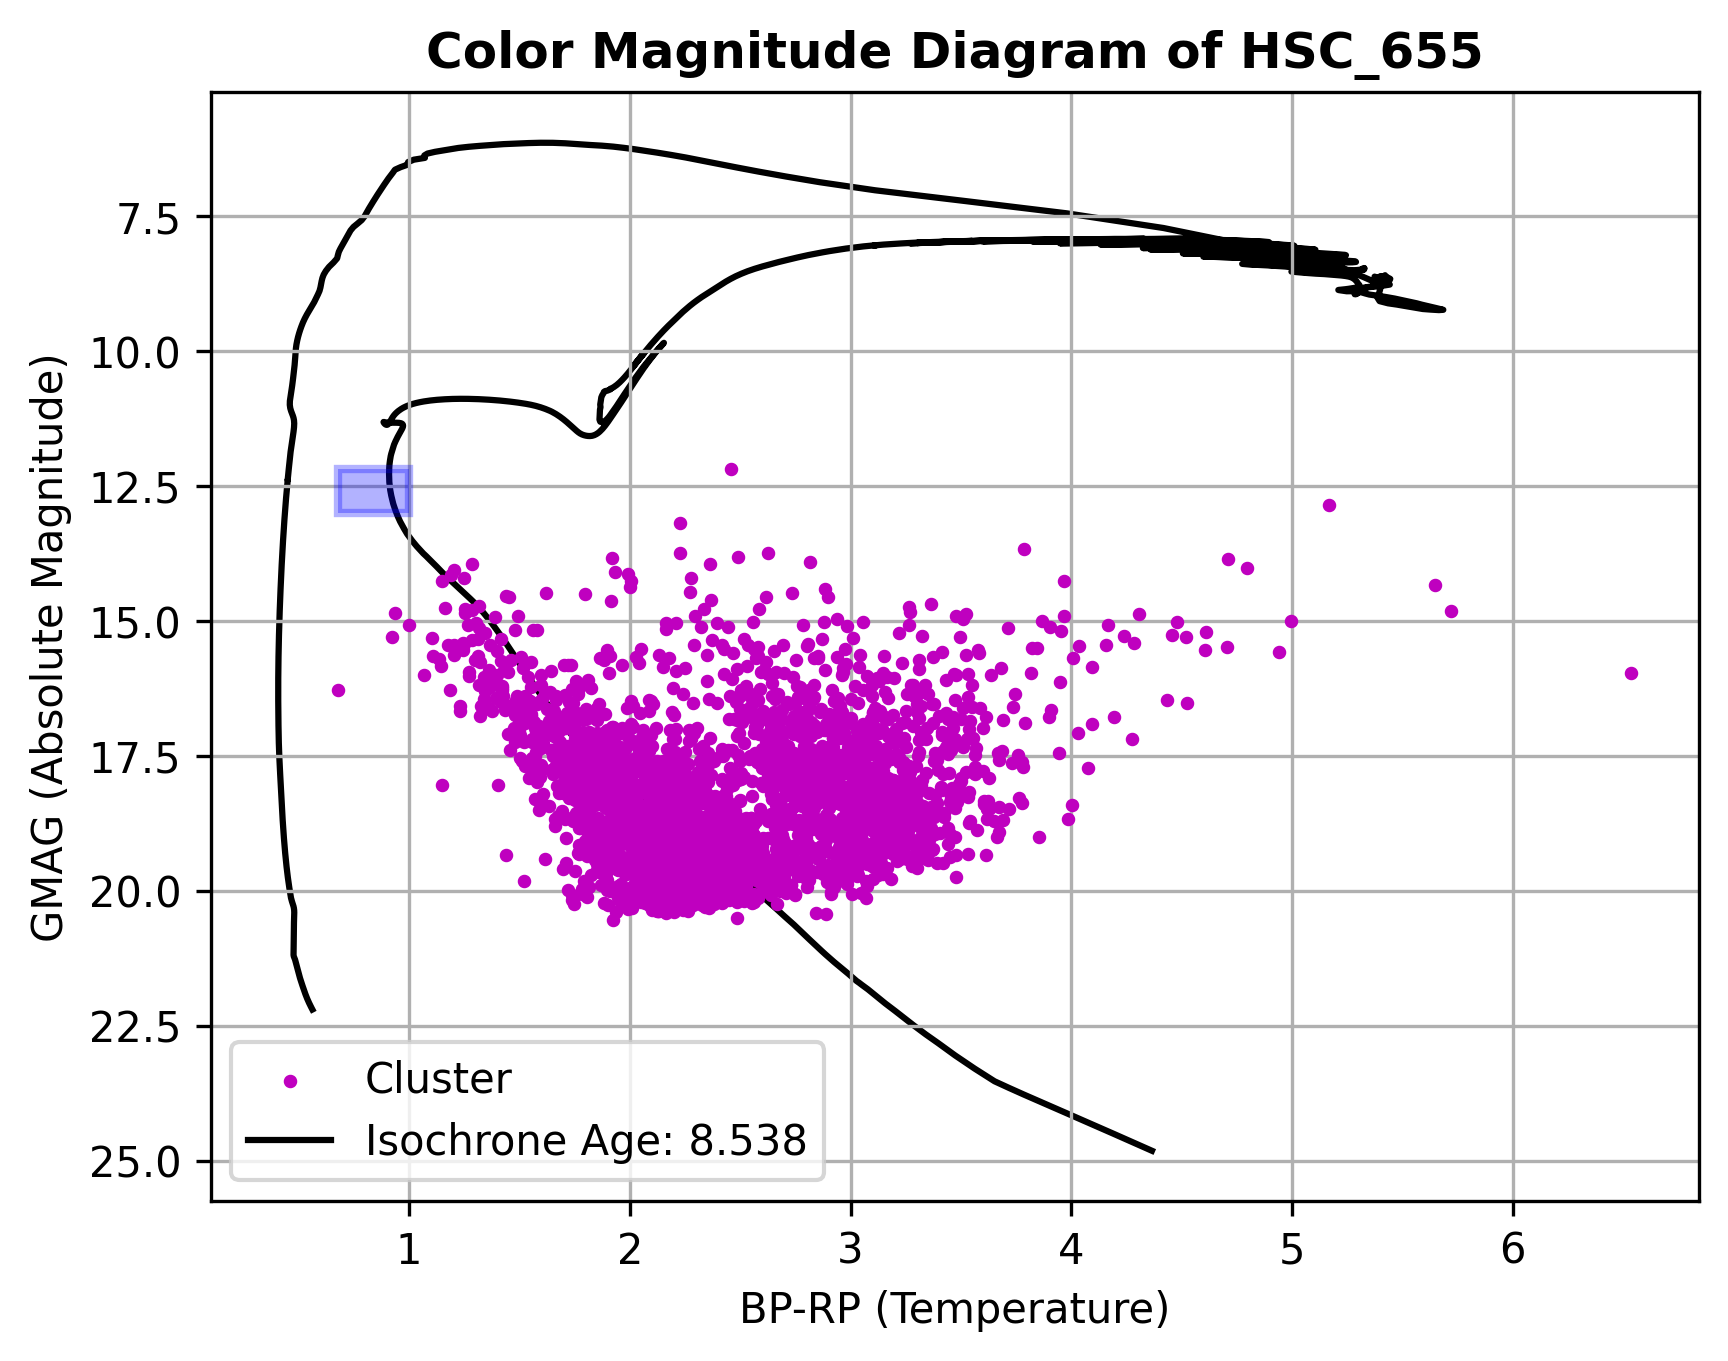 Color Magnitude Diagram of HSC_655
GMAG (Absolute Magnitude)
7.5
10.0
12.5
15.0
17.5
20.0
22.5
25.0
Cluster
Isochrone Age: 8.538
1 2 3 4 5 6
BP-RP (Temperature)